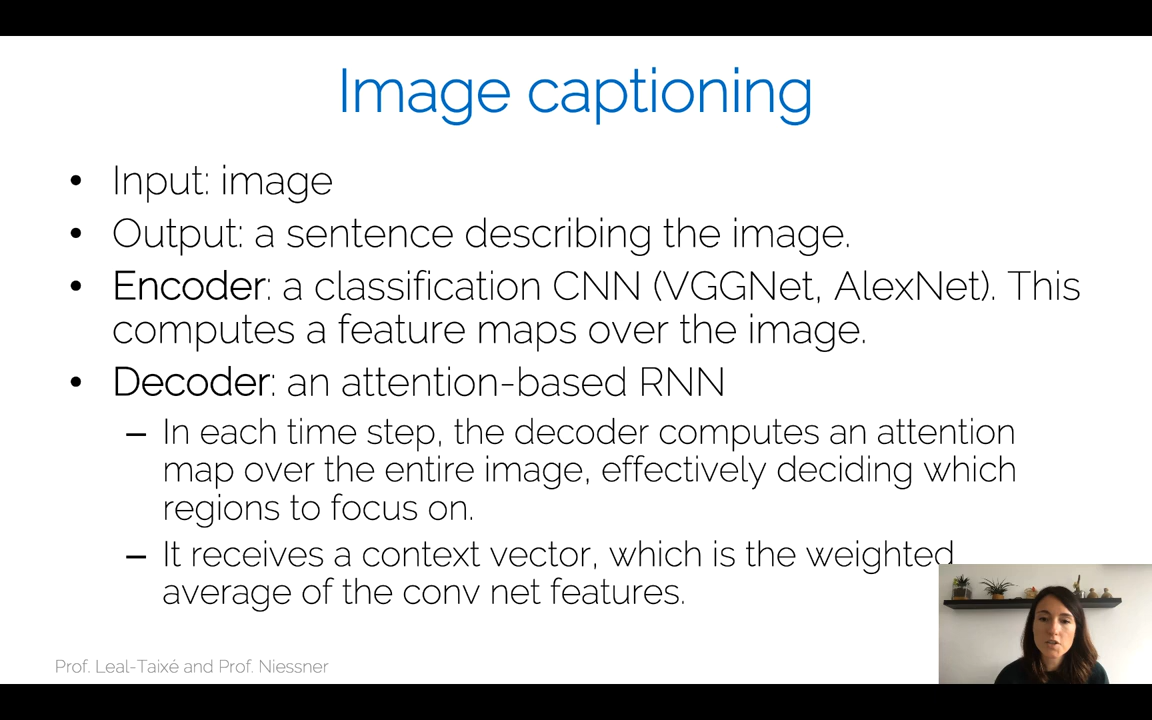 Image captioning
• Input: image
• Output: a sentence describing the image.
• Encoder: a classification CNN (VGGNet, AlexNet). This
computes a feature maps over the image.
• Decoder: an attention-based RNN
– In each time step, the decoder computes an attention
map over the entire image, effectively deciding which
regions to focus on.
– It receives a context vector, which is the weighted
average of the conv net features.
Prof. Leal-Taixé and Prof. Niessner